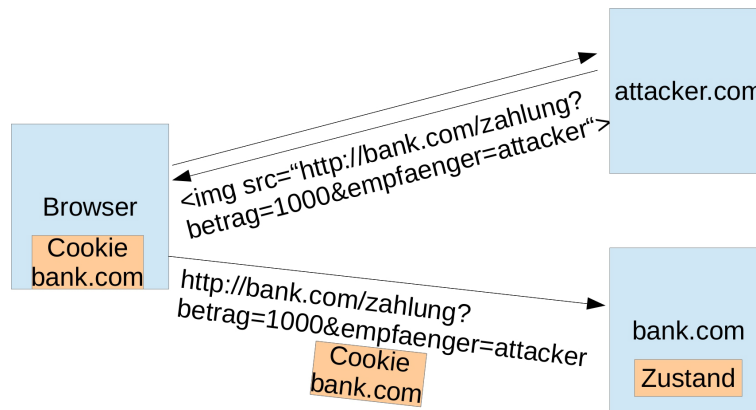 attacker.com
<img src=“http://bank.com/zahlung?
betrag=1000&empfaenger=attacker“>
Browser
Cookie
bank.com
http://bank.com/zahlung?
betrag=1000&empfaenger=attacker
Cookie
bank.com
bank.com
Zustand